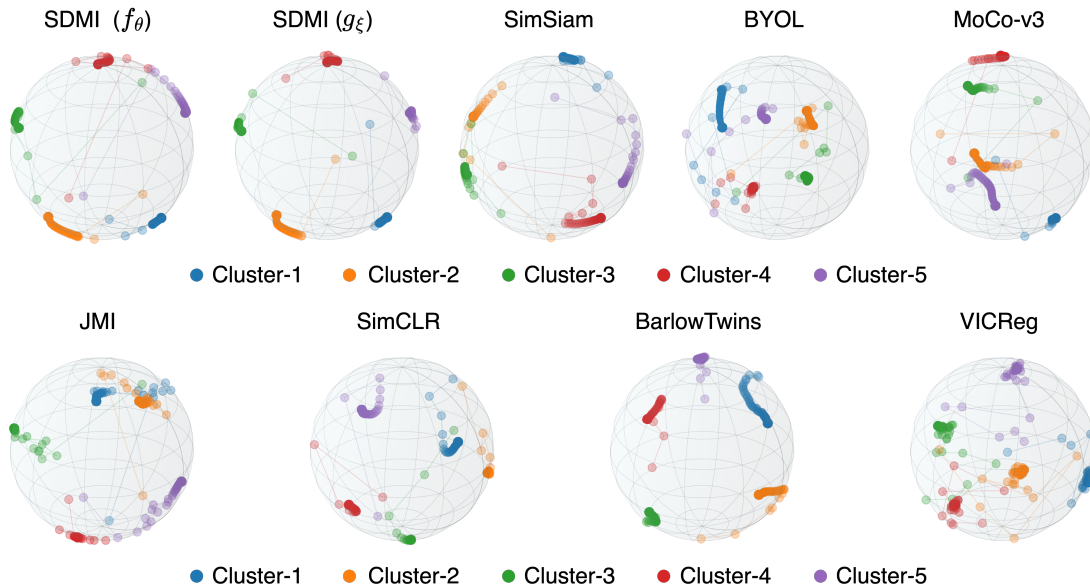 SDMI (fθ) SDMI (gξ) SimSiam BYOL MoCo-v3
Cluster-1 Cluster-2 Cluster-3 Cluster-4 Cluster-5
JMI SimCLR BarlowTwins VICReg
Cluster-1 Cluster-2 Cluster-3 Cluster-4 Cluster-5